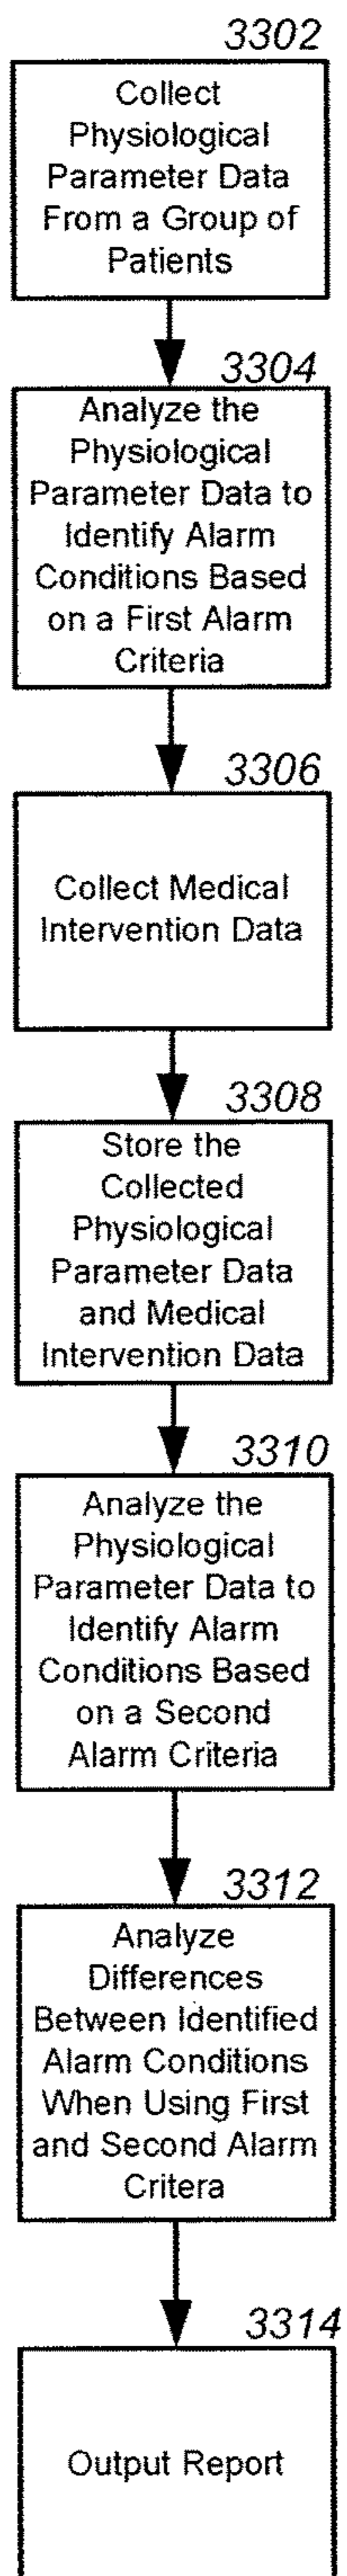 3302
Collect
Physiological
Parameter Data
From a Group of
Patients
3304
Analyze the
Physiological
Parameter Data to
Identify Alarm
Conditions Based
on a First Alarm
Criteria
3306
Collect Medical
Intervention Data
3308
Store the
Collected
Physiological
Parameter Data
and Medical
Intervention Data
3310
Analyze the
Physiological
Parameter Data to
Identify Alarm
Conditions Based
on a Second
Alarm Criteria
3312
Analyze
Differences
Between Identified
Alarm Conditions
When Using First
and Second Alarm
Critera
3314
Output Report